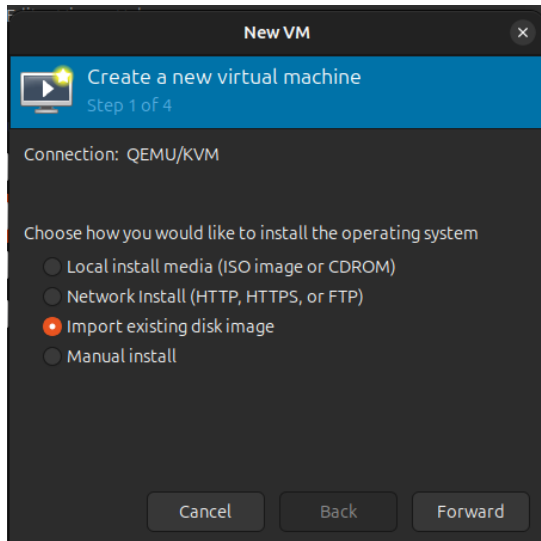 New VM
Create a new virtual machine
Step 1 of 4
Connection: QEMU/KVM
Choose how you would like to install the operating system
Local install media (ISO image or CDROM)
Network Install (HTTP, HTTPS, or FTP)
Import existing disk image
Manual install
Cancel Back Forward